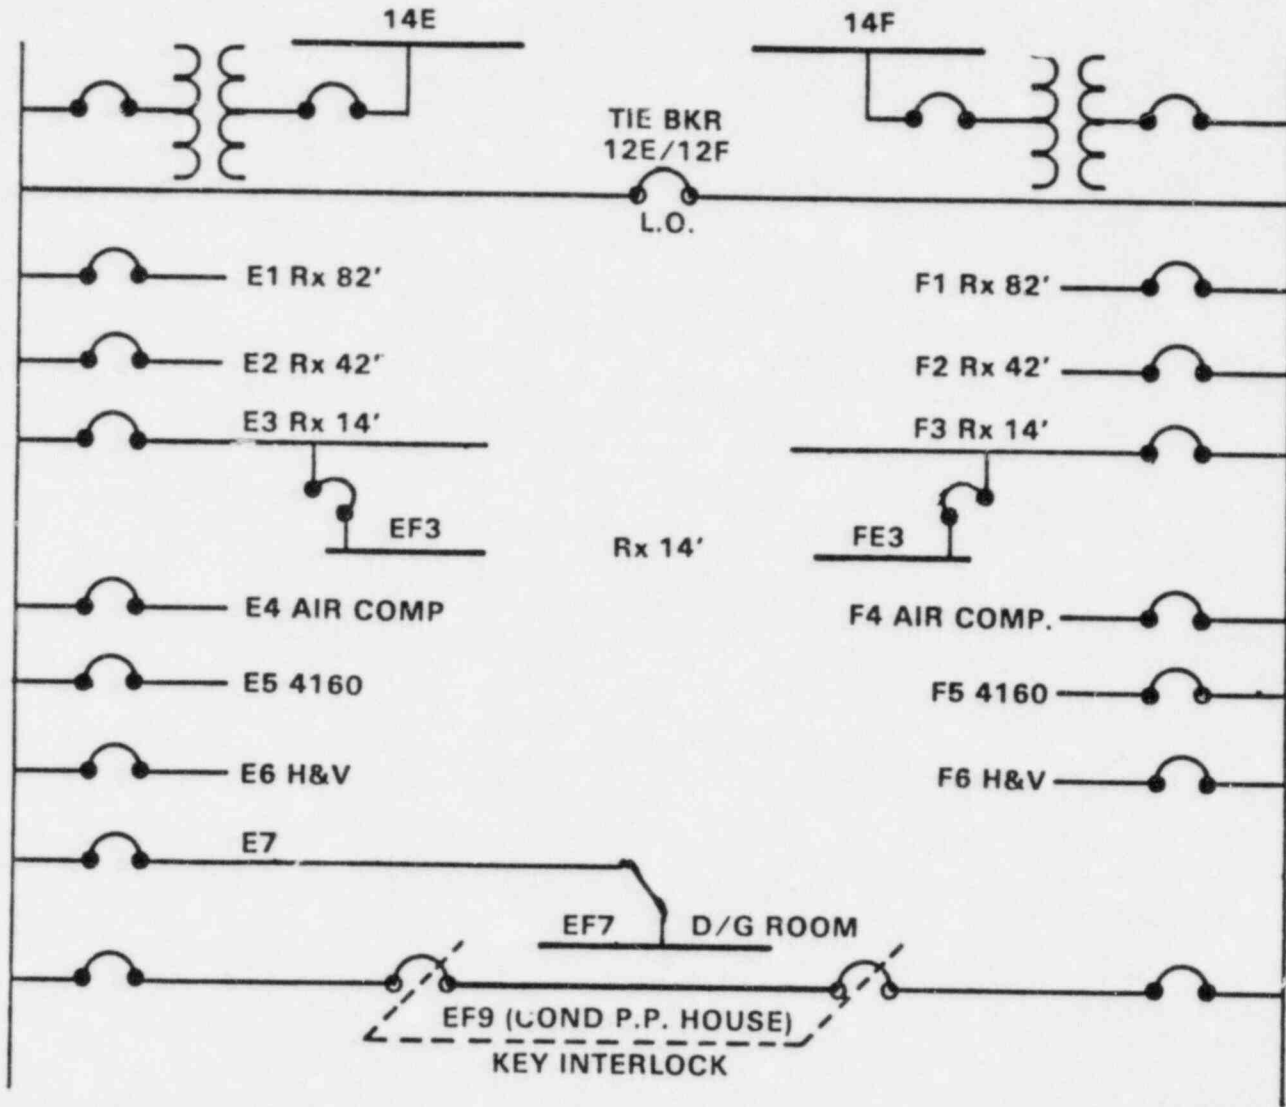 14E
14F
TIE BKR
12E/12F
L.O.
E1 Rx 82'
F1 Rx 82'
E2 Rx 42'
F2 Rx 42'
E3 Rx 14'
F3 Rx 14'
EF3
Rx 14'
FE3
E4 AIR COMP
F4 AIR COMP.
E5 4160
F5 4160
E6 H&V
F6 H&V
E7
EF7 D/G ROOM
EF9 (COND P.P. HOUSE)
KEY INTERLOCK